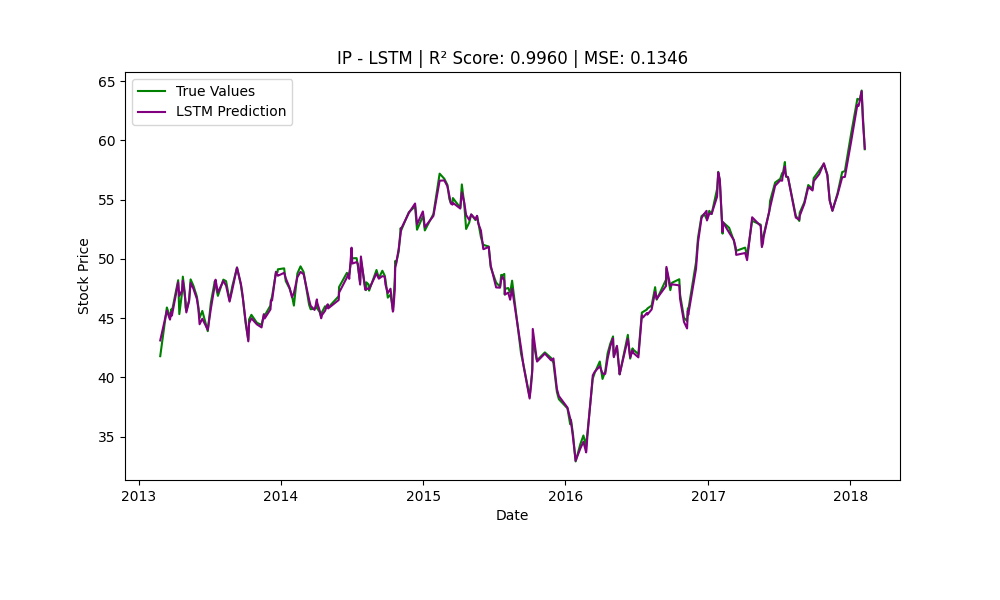 IP - LSTM | R² Score: 0.9960 | MSE: 0.1346
True Values
LSTM Prediction
Stock Price
65
60
55
50
45
40
35
2013 2014 2015 2016 2017 2018
Date